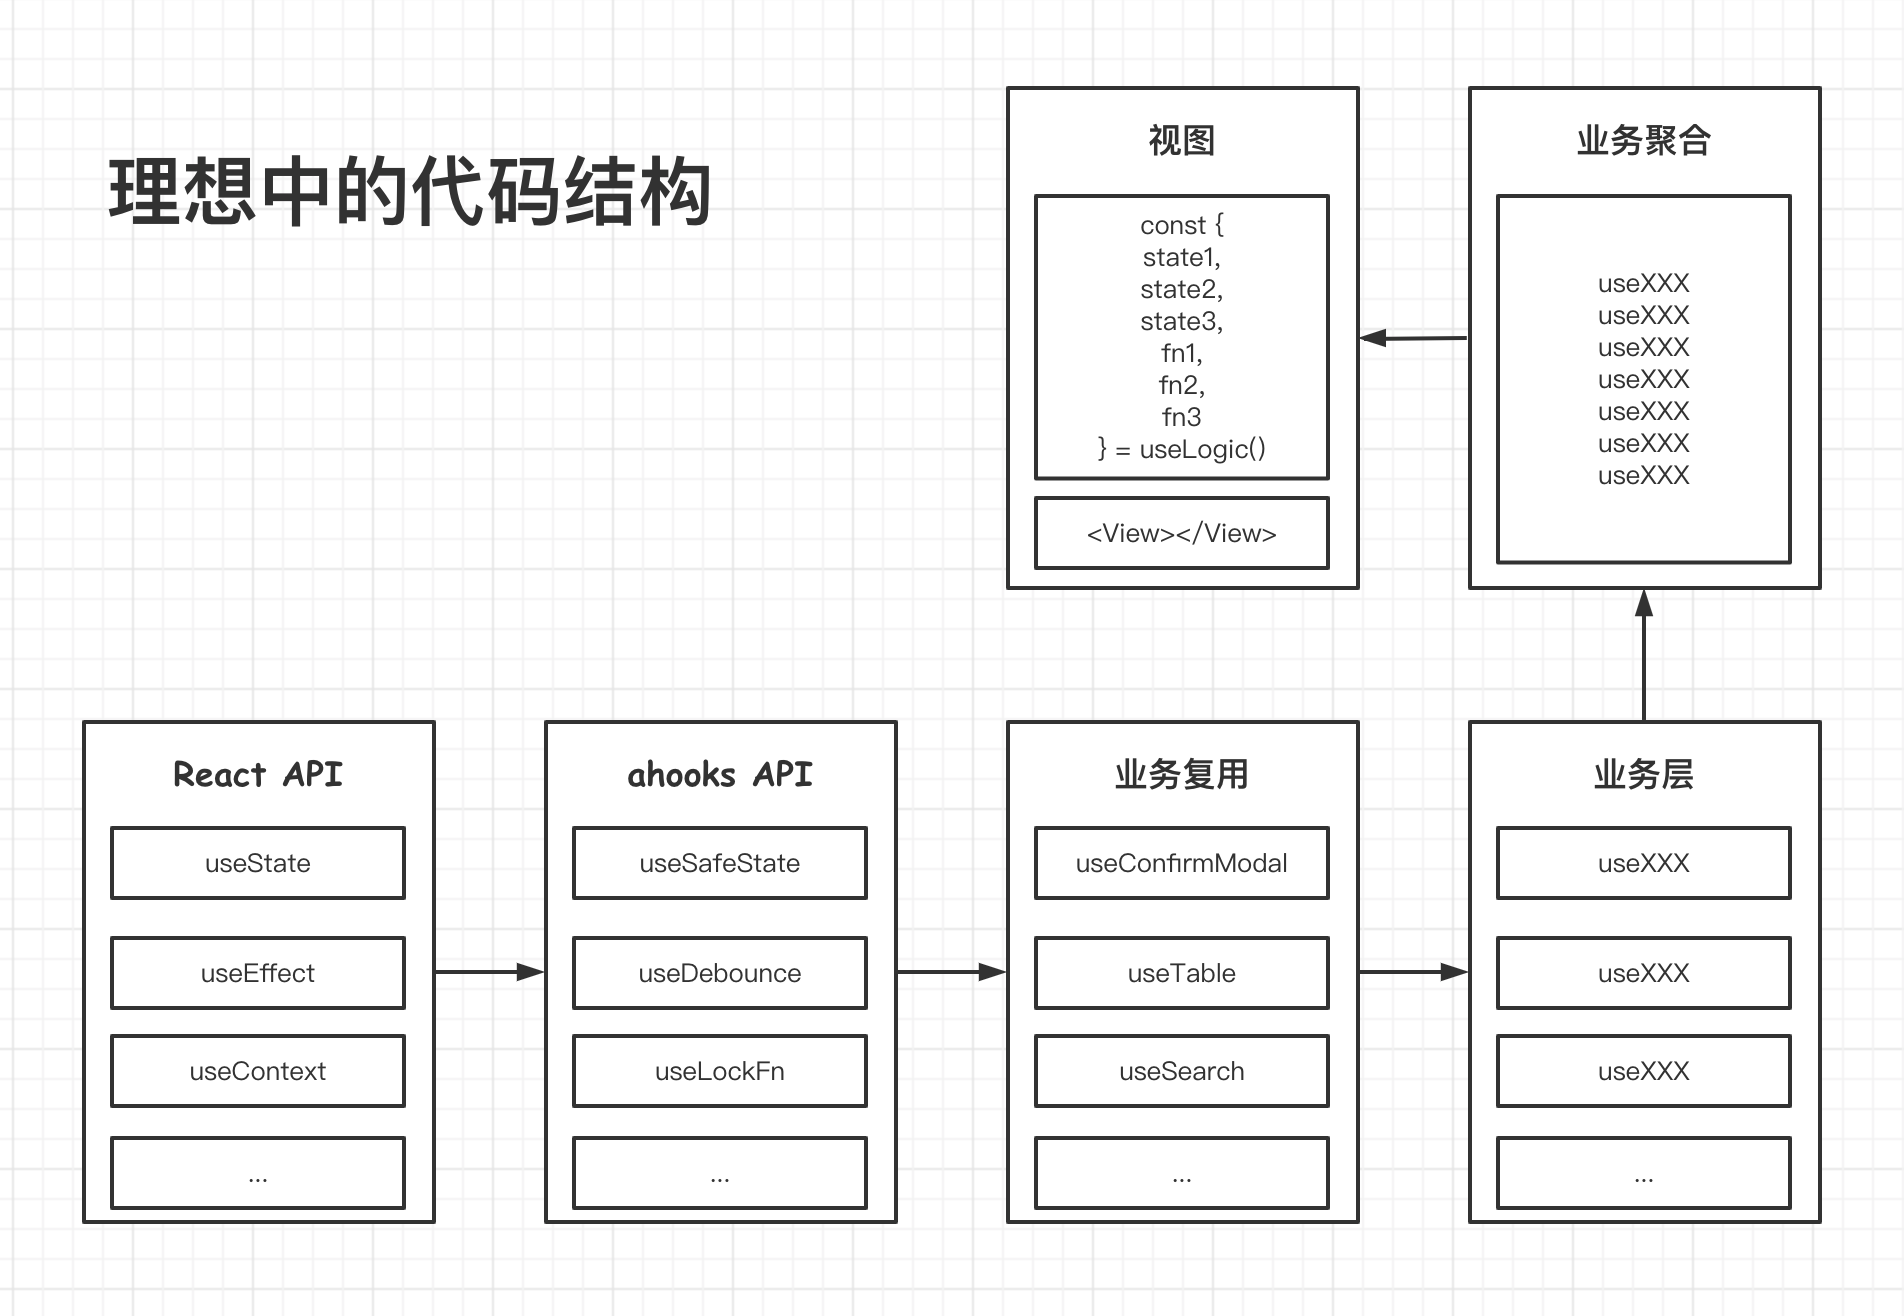 理想中的代码结构
视图
const {
state1,
state2,
state3,
fn1,
fn2,
fn3
} = useLogic()
<View></View>
业务聚合
useXXX
useXXX
useXXX
useXXX
useXXX
useXXX
useXXX
React API
useState
useEffect
useContext
...
ahooks API
useSafeState
useDebounce
useLockFn
...
业务复用
useConfirmModal
useTable
useSearch
...
业务层
useXXX
useXXX
useXXX
...